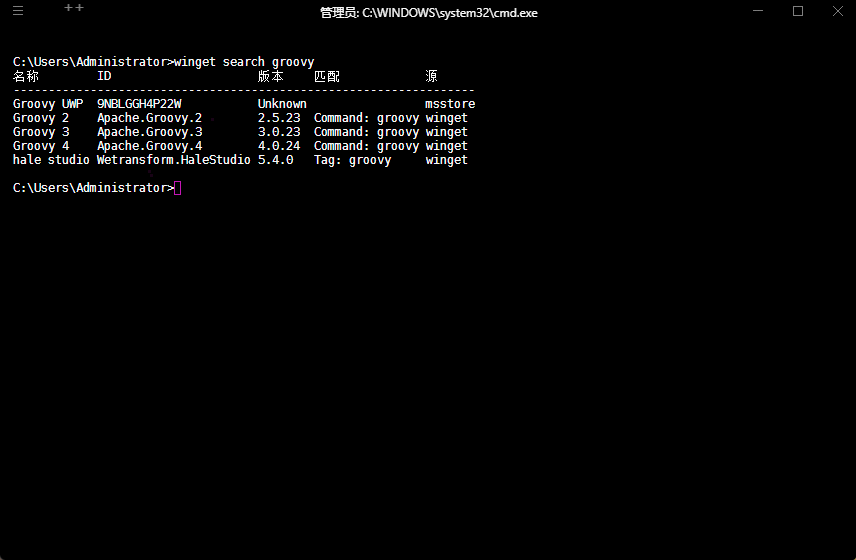 管理员: C:\WINDOWS\system32\cmd.exe
C:\Users\Administrator>winget search groovy
名称 ID 版本 匹配 源
------------------------------------------------------------------
Groovy UWP 9NBLGGH4P22W Unknown msstore
Groovy 2 Apache.Groovy.2 2.5.23 Command: groovy winget
Groovy 3 Apache.Groovy.3 3.0.23 Command: groovy winget
Groovy 4 Apache.Groovy.4 4.0.24 Command: groovy winget
hale studio Wetransform.HaleStudio 5.4.0 Tag: groovy winget
C:\Users\Administrator>